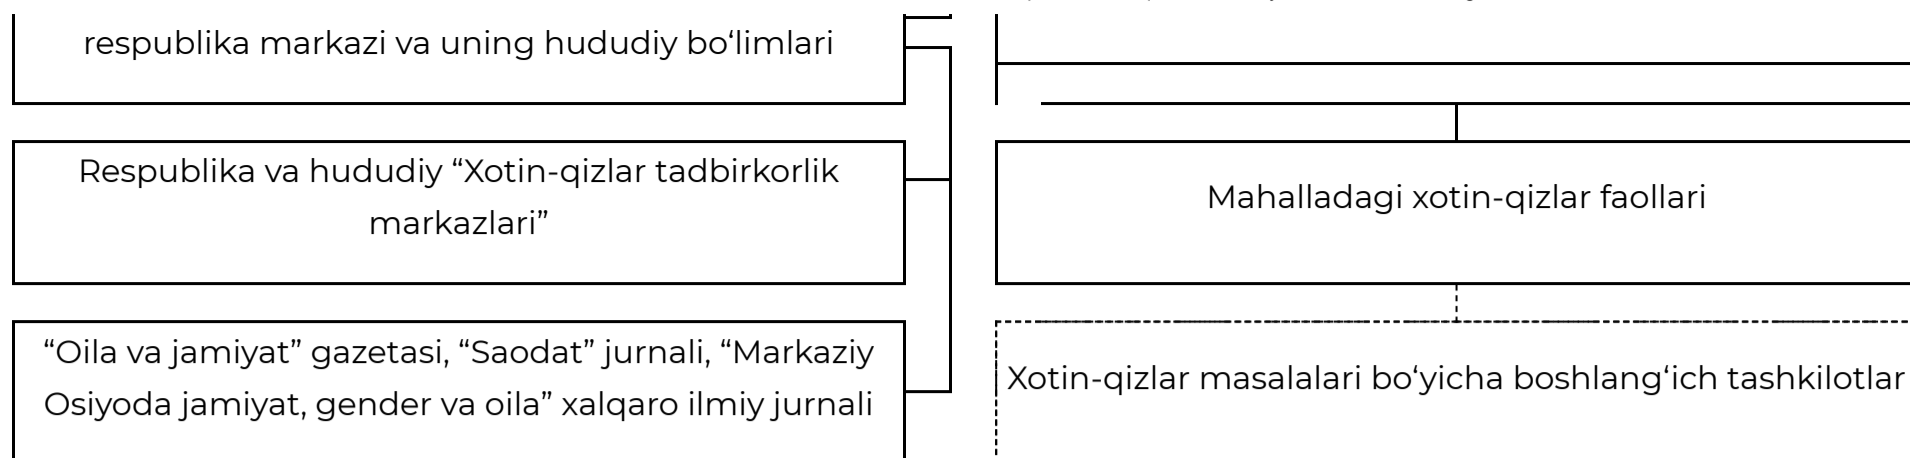 respublika markazi va uning hududiy bo‘limlari
Respublika va hududiy “Xotin-qizlar tadbirkorlik
markazlari”
“Oila va jamiyat” gazetasi, “Saodat” jurnali, “Markaziy
Osiyoda jamiyat, gender va oila” xalqaro ilmiy jurnali
Mahalladagi xotin-qizlar faollari
Xotin-qizlar masalalari bo‘yicha boshlang‘ich tashkilotlar